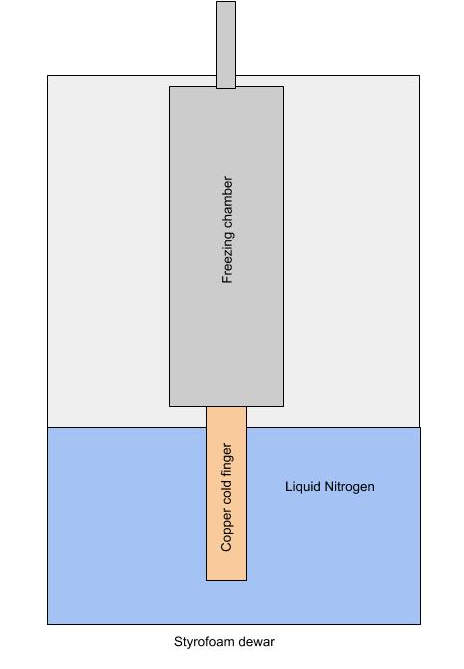 Freezing chamber
Copper cold finger
Liquid Nitrogen
Styrofoam dewar